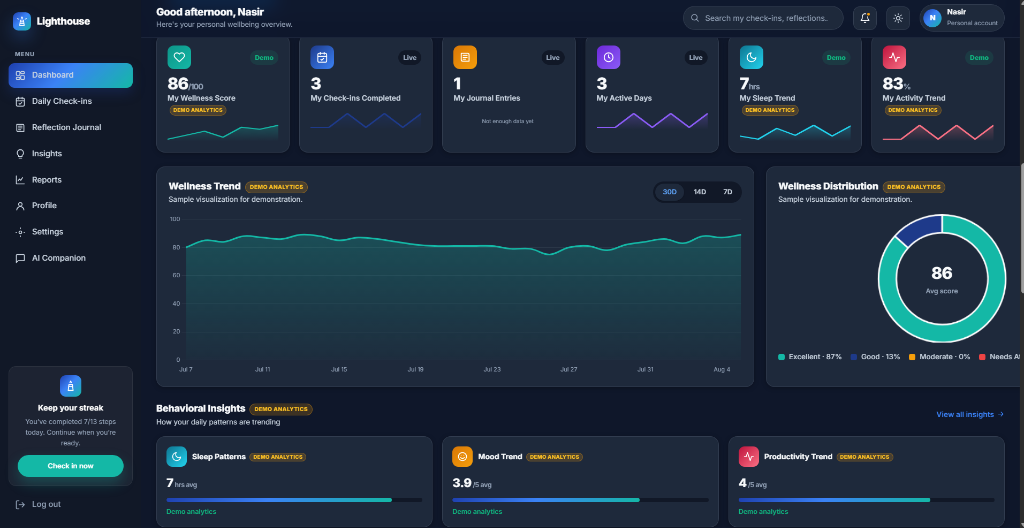 Lighthouse
MENU
Dashboard
Daily Check-ins
Reflection Journal
Insights
Reports
Profile
Settings
AI Companion
Keep your streak
You've completed 7/13 steps
today. Continue when you're
ready.
Check in now
Log out
Good afternoon, Nasir
Here's your personal wellbeing overview.
Search my check-ins, reflections.
N
Nasir
Personal account
Demo
86/100
My Wellness Score
DEMO ANALYTICS
Live
3
My Check-ins Completed
Live
1
My Journal Entries
Not enough data yet
Live
3
My Active Days
Demo
7hrs
My Sleep Trend
DEMO ANALYTICS
Demo
83%
My Activity Trend
DEMO ANALYTICS
Wellness Trend DEMO ANALYTICS
Sample visualization for demonstration.
30D 14D 7D
100
80
60
40
20
0
Jul 7 Jul 11 Jul 15 Jul 19 Jul 23 Jul 27 Jul 31 Aug 4
Wellness Distribution DEMO ANALYTICS
Sample visualization for demonstration.
86
Avg score
Excellent · 87% Good · 13% Moderate · 0% Needs
Behavioral Insights DEMO ANALYTICS
How your daily patterns are trending
View all insights
Sleep Patterns DEMO ANALYTICS
7 hrs avg
Demo analytics
Mood Trend DEMO ANALYTICS
3.9 /5 avg
Demo analytics
Productivity Trend DEMO ANALYTICS
4 /5 avg
Demo analytics